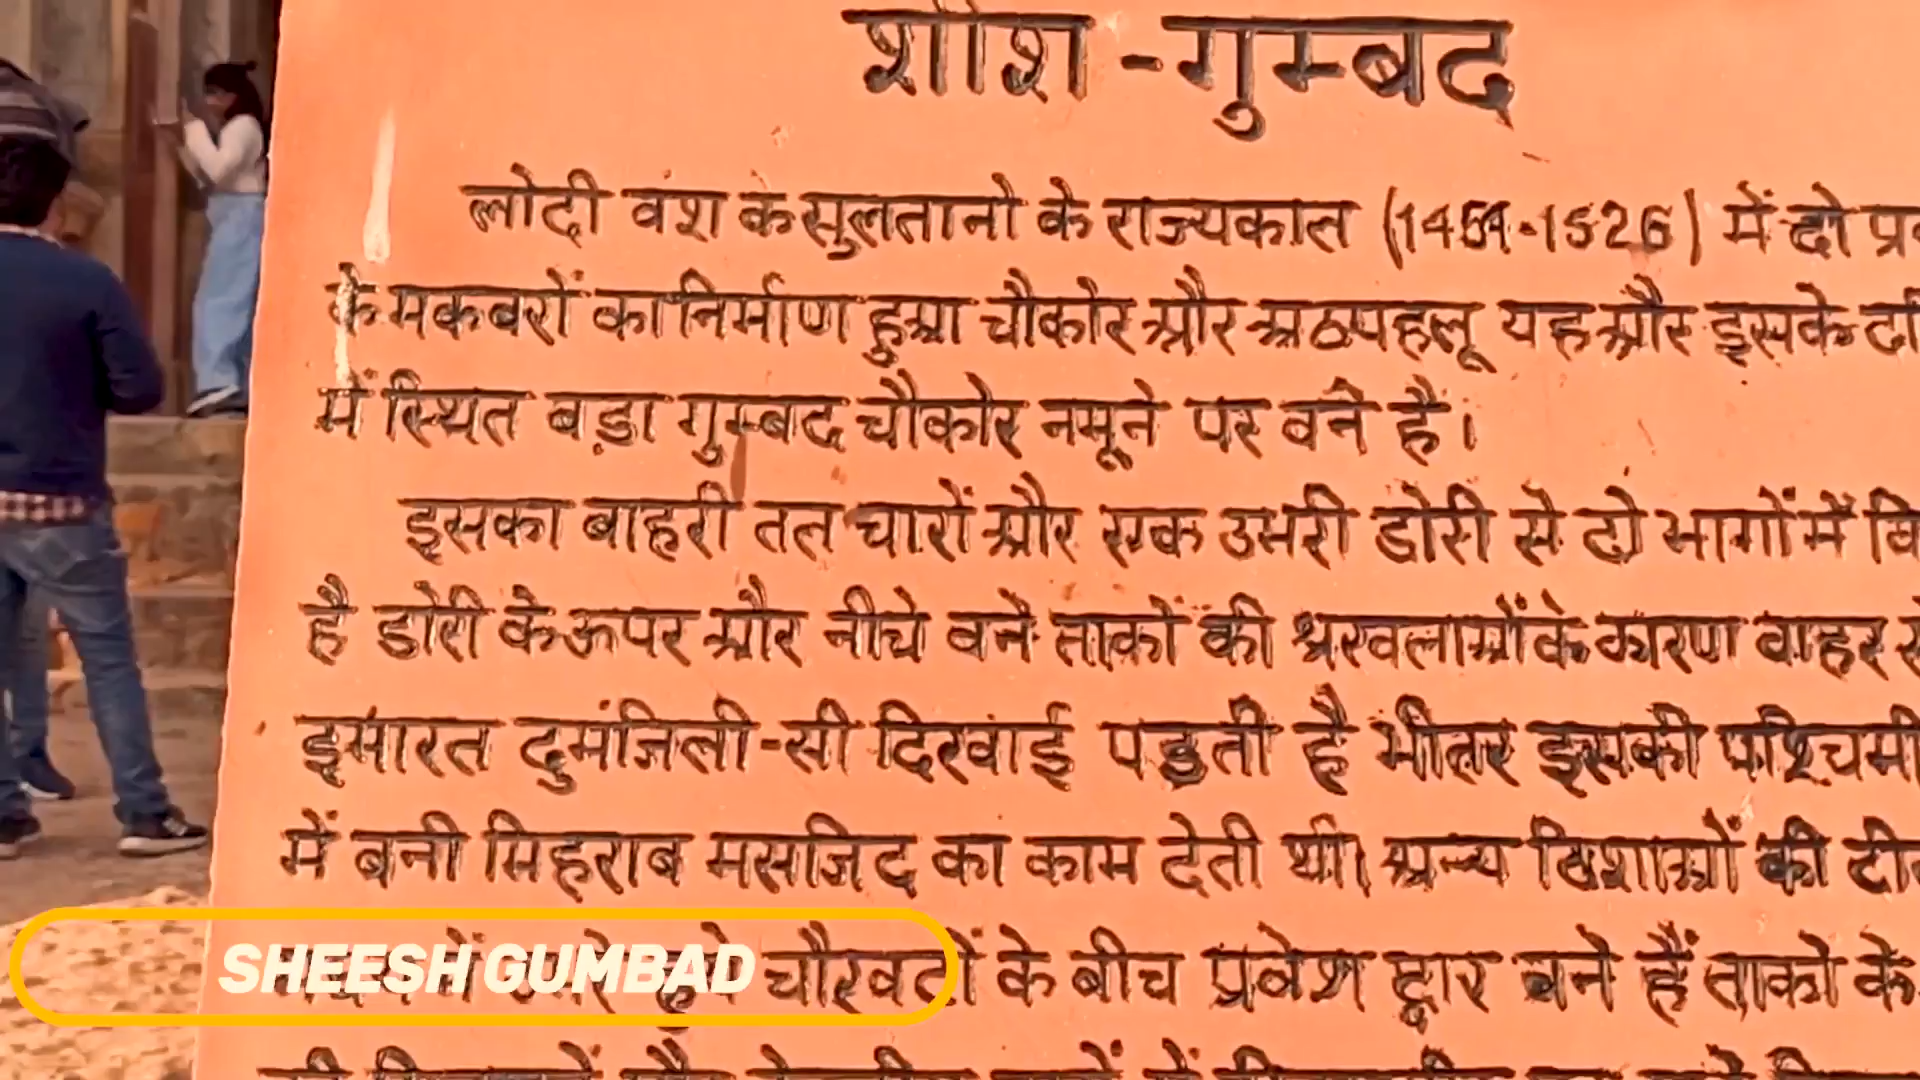 शीश-गुम्बद
लोदी वंश के सुलतानो के राज्यकाल (1454-1526) में दो
के मकबरों का निर्माण हुआ चौकोर और अठपहलू यह और इसके
में स्थित बड़ा गुम्बद चौकोर नमूने पर बने है।
इसका बाहरी तल चारों और एक उभरी डोरी से दो भागों में
है डोरी के ऊपर और नीचे बने ताकों की श्रंखलाओं के कारण बाहर
इमारत दुमंजिली-सी दिखाई पड़ती है भीतर इसकी पश्चिमी
में बनी मिहराब मसजिद का काम देती थी। अन्य दिशाओं की
चौखटों के बीच प्रवेश द्वार बने हैं ताको के
SHEESH GUMBAD